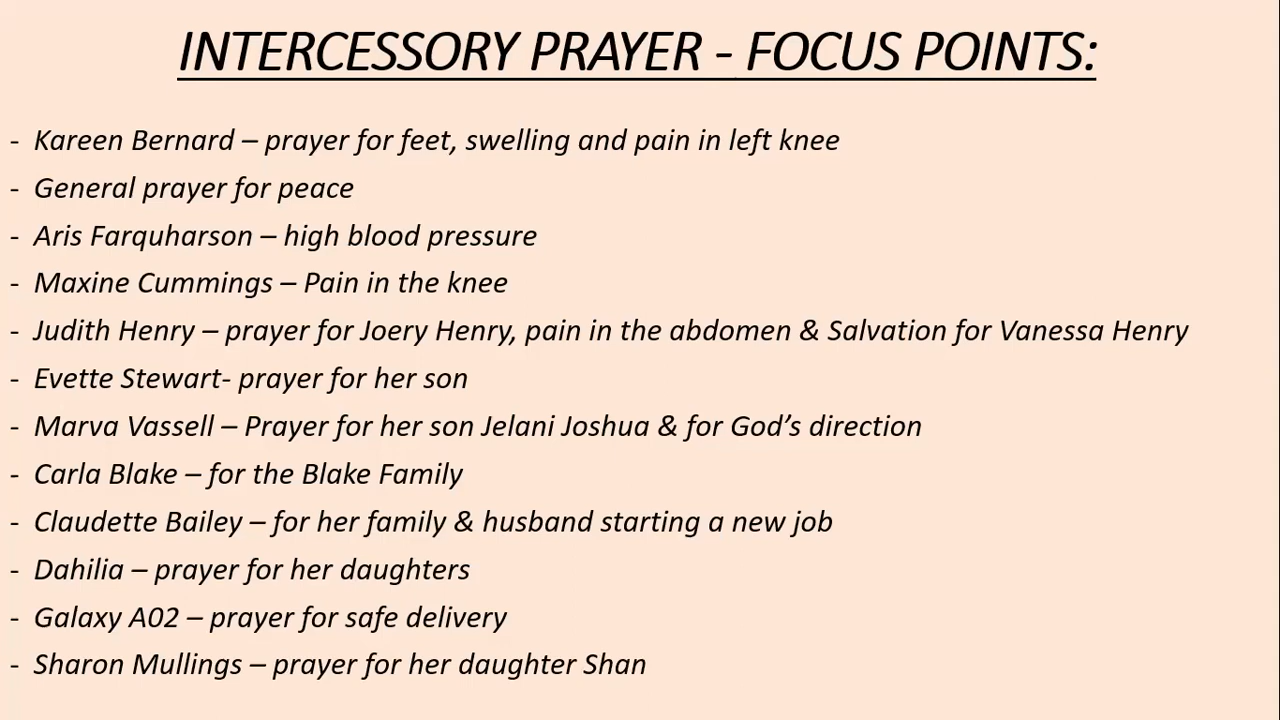 INTERCESSORY PRAYER - FOCUS POINTS:
- Kareen Bernard – prayer for feet, swelling and pain in left knee
- General prayer for peace
- Aris Farquharson – high blood pressure
- Maxine Cummings – Pain in the knee
- Judith Henry – prayer for Joery Henry, pain in the abdomen & Salvation for Vanessa Henry
- Evette Stewart- prayer for her son
- Marva Vassell – Prayer for her son Jelani Joshua & for God’s direction
- Carla Blake – for the Blake Family
- Claudette Bailey – for her family & husband starting a new job
- Dahilia – prayer for her daughters
- Galaxy A02 – prayer for safe delivery
- Sharon Mullings – prayer for her daughter Shan